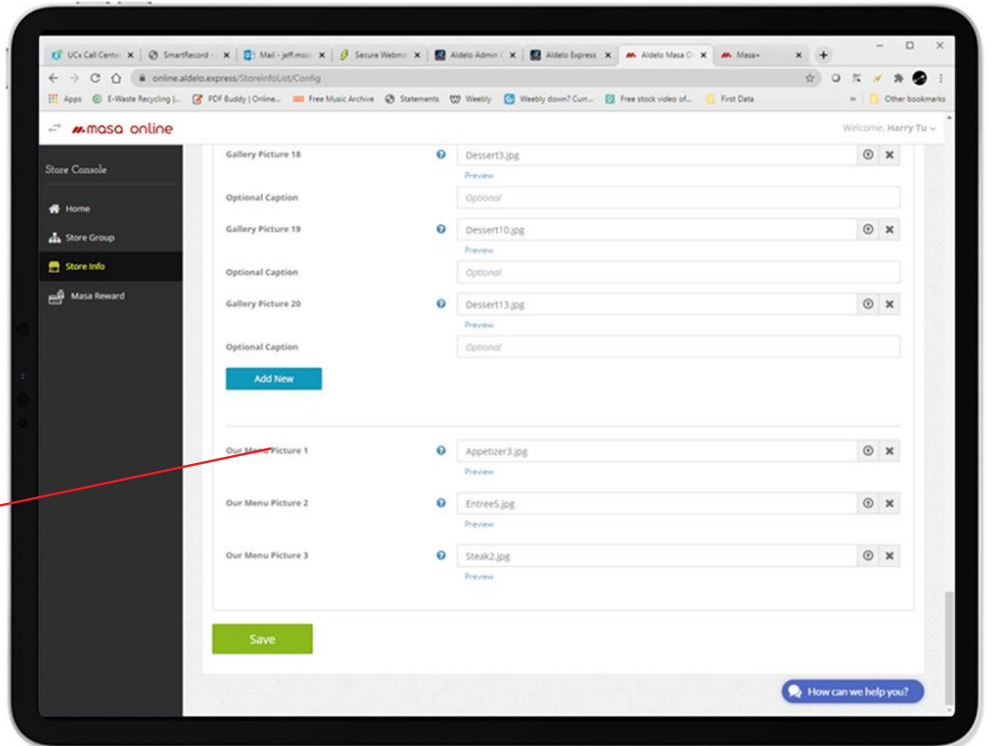 UCx Call Center
SmartRecord -
Mail - jeff.moo
Secure Webmi
Aldelo Admin C
Aldelo Express
Aldelo Masa O
Masa+
online.aldelo.express/StoreInfoList/Config
Apps E-Waste Recycling |... PDF Buddy | Online... Free Music Archive Statements Weebly Weebly down? Curr... Free stock video of... First Data » Other bookmarks
masa online Welcome, Harry Tu
Store Console
Home
Store Group
Store Info
Masa Reward
Gallery Picture 18 Dessert3.jpg
Preview
Optional Caption Optional
Gallery Picture 19 Dessert10.jpg
Preview
Optional Caption Optional
Gallery Picture 20 Dessert13.jpg
Preview
Optional Caption Optional
Add New
Our Menu Picture 1 Appetizer3.jpg
Preview
Our Menu Picture 2 Entree5.jpg
Preview
Our Menu Picture 3 Steak2.jpg
Preview
Save
How can we help you?